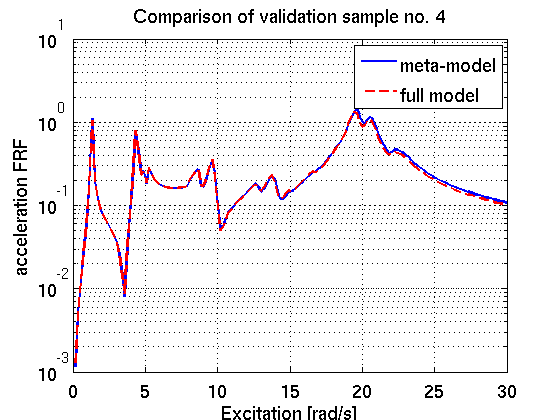 Comparison of validation sample no. 4
10^1
10^0
10^-1
10^-2
10^-3
acceleration FRF
meta-model
full model
0 5 10 15 20 25 30
Excitation [rad/s]